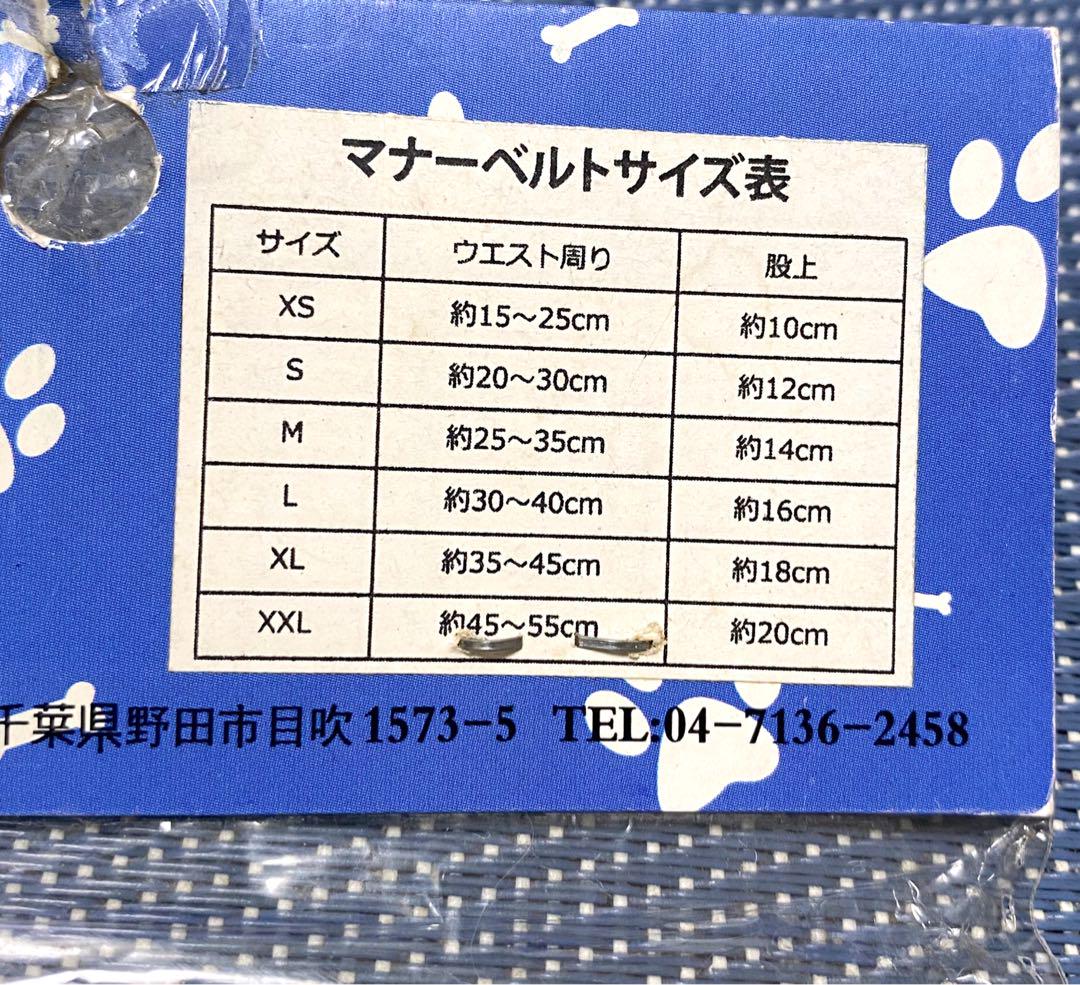 マナーベルトサイズ表
サイズ ウエスト周り 股上
XS 約15～25cm 約10cm
S 約20～30cm 約12cm
M 約25～35cm 約14cm
L 約30～40cm 約16cm
XL 約35～45cm 約18cm
XXL 約45～55cm 約20cm
千葉県野田市目吹1573−5 TEL:04−7136−2458